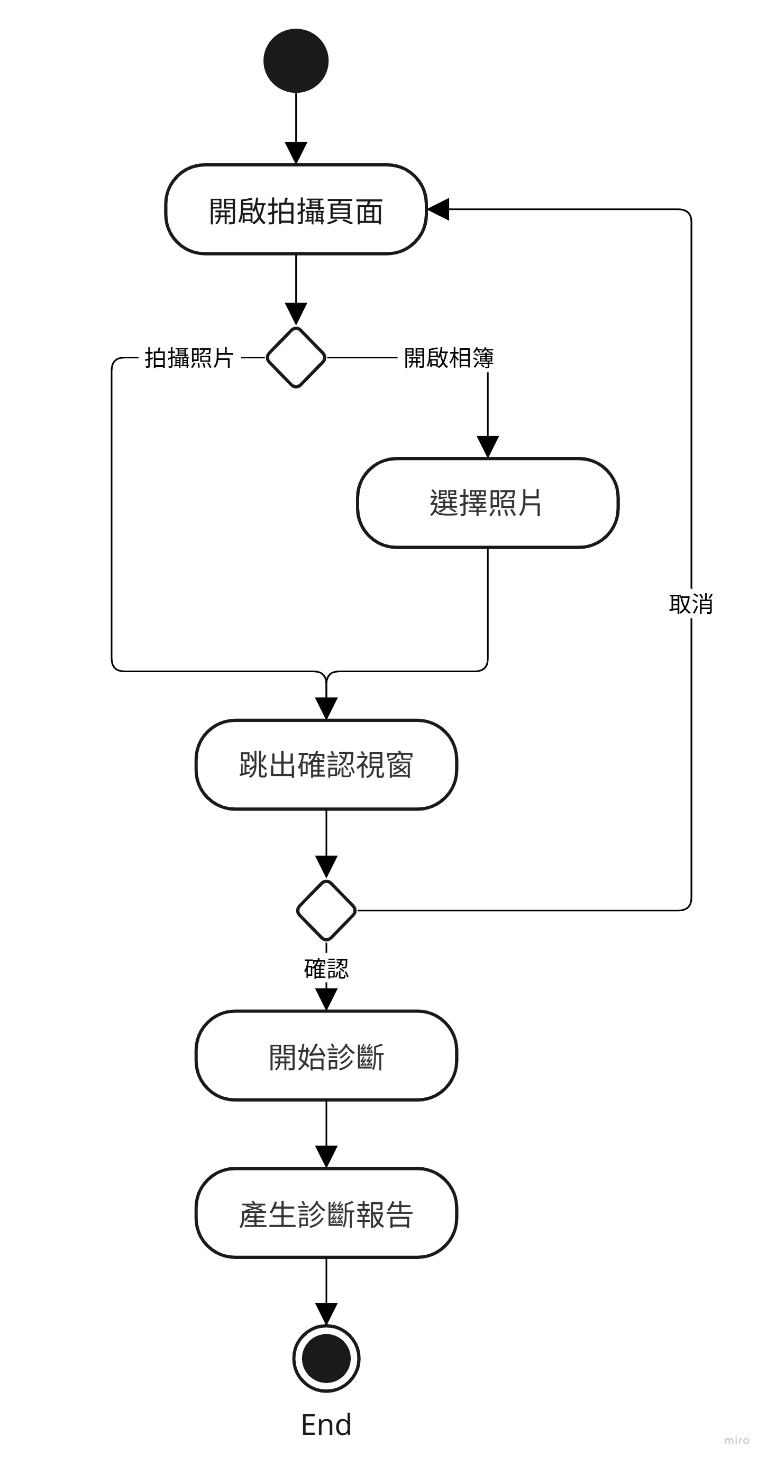 開啟拍攝頁面
拍攝照片
開啟相簿
選擇照片
取消
跳出確認視窗
確認
開始診斷
產生診斷報告
End
miro